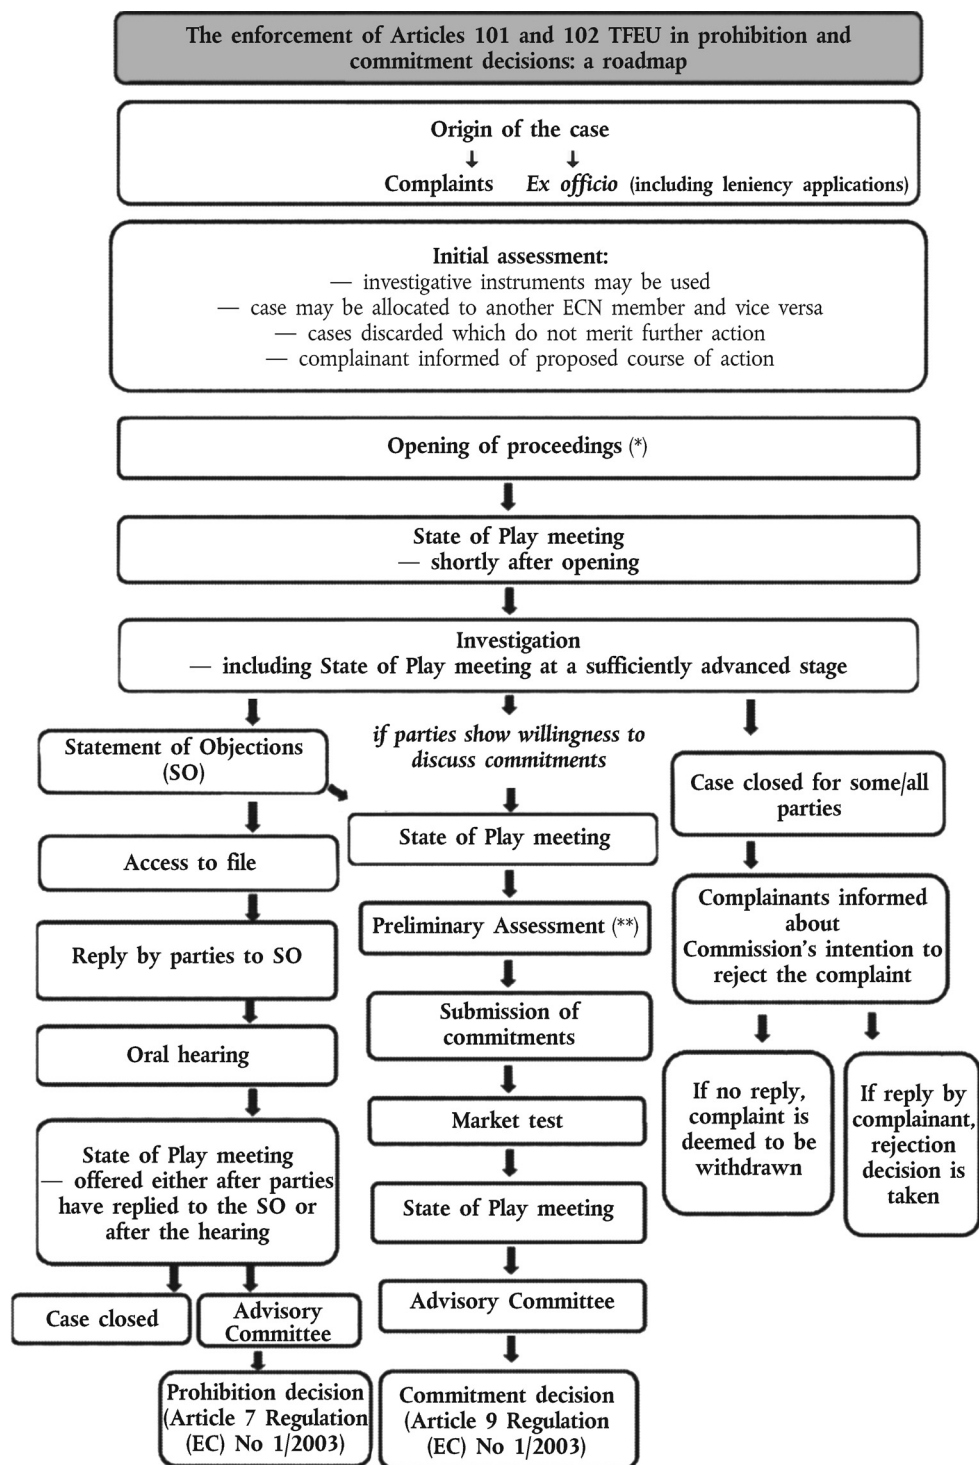 The enforcement of Articles 101 and 102 TFEU in prohibition and
commitment decisions: a roadmap
Origin of the case
Complaints Ex officio (including leniency applications)
Initial assessment:
— investigative instruments may be used
— case may be allocated to another ECN member and vice versa
— cases discarded which do not merit further action
— complainant informed of proposed course of action
Opening of proceedings (*)
State of Play meeting
— shortly after opening
Investigation
— including State of Play meeting at a sufficiently advanced stage
Statement of Objections
(SO)
Access to file
Reply by parties to SO
Oral hearing
State of Play meeting
— offered either after parties
have replied to the SO or
after the hearing
Case closed
Advisory
Committee
Prohibition decision
(Article 7 Regulation
(EC) No 1/2003)
if parties show willingness to
discuss commitments
State of Play meeting
Preliminary Assessment (**)
Submission of
commitments
Market test
State of Play meeting
Advisory Committee
Commitment decision
(Article 9 Regulation
(EC) No 1/2003)
Case closed for some/all
parties
Complainants informed
about
Commission's intention to
reject the complaint
If no reply,
complaint is
deemed to be
withdrawn
If reply by
complainant,
rejection
decision is
taken